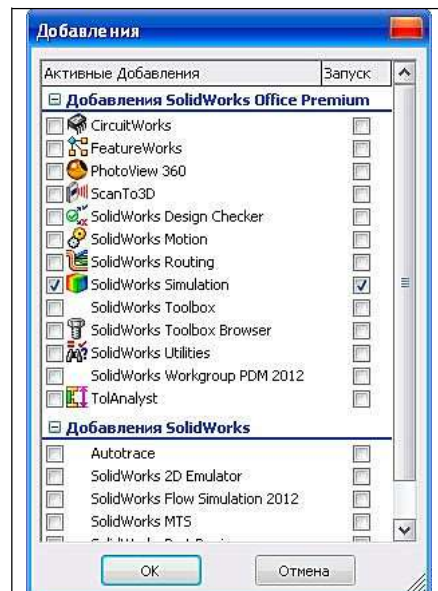 Добавления
Активные Добавления Запуск
Добавления SolidWorks Office Premium
CircuitWorks
FeatureWorks
PhotoView 360
ScanTo3D
SolidWorks Design Checker
SolidWorks Motion
SolidWorks Routing
SolidWorks Simulation
SolidWorks Toolbox
SolidWorks Toolbox Browser
SolidWorks Utilities
SolidWorks Workgroup PDM 2012
TolAnalyst
Добавления SolidWorks
Autotrace
SolidWorks 2D Emulator
SolidWorks Flow Simulation 2012
SolidWorks MTS
OK Отмена